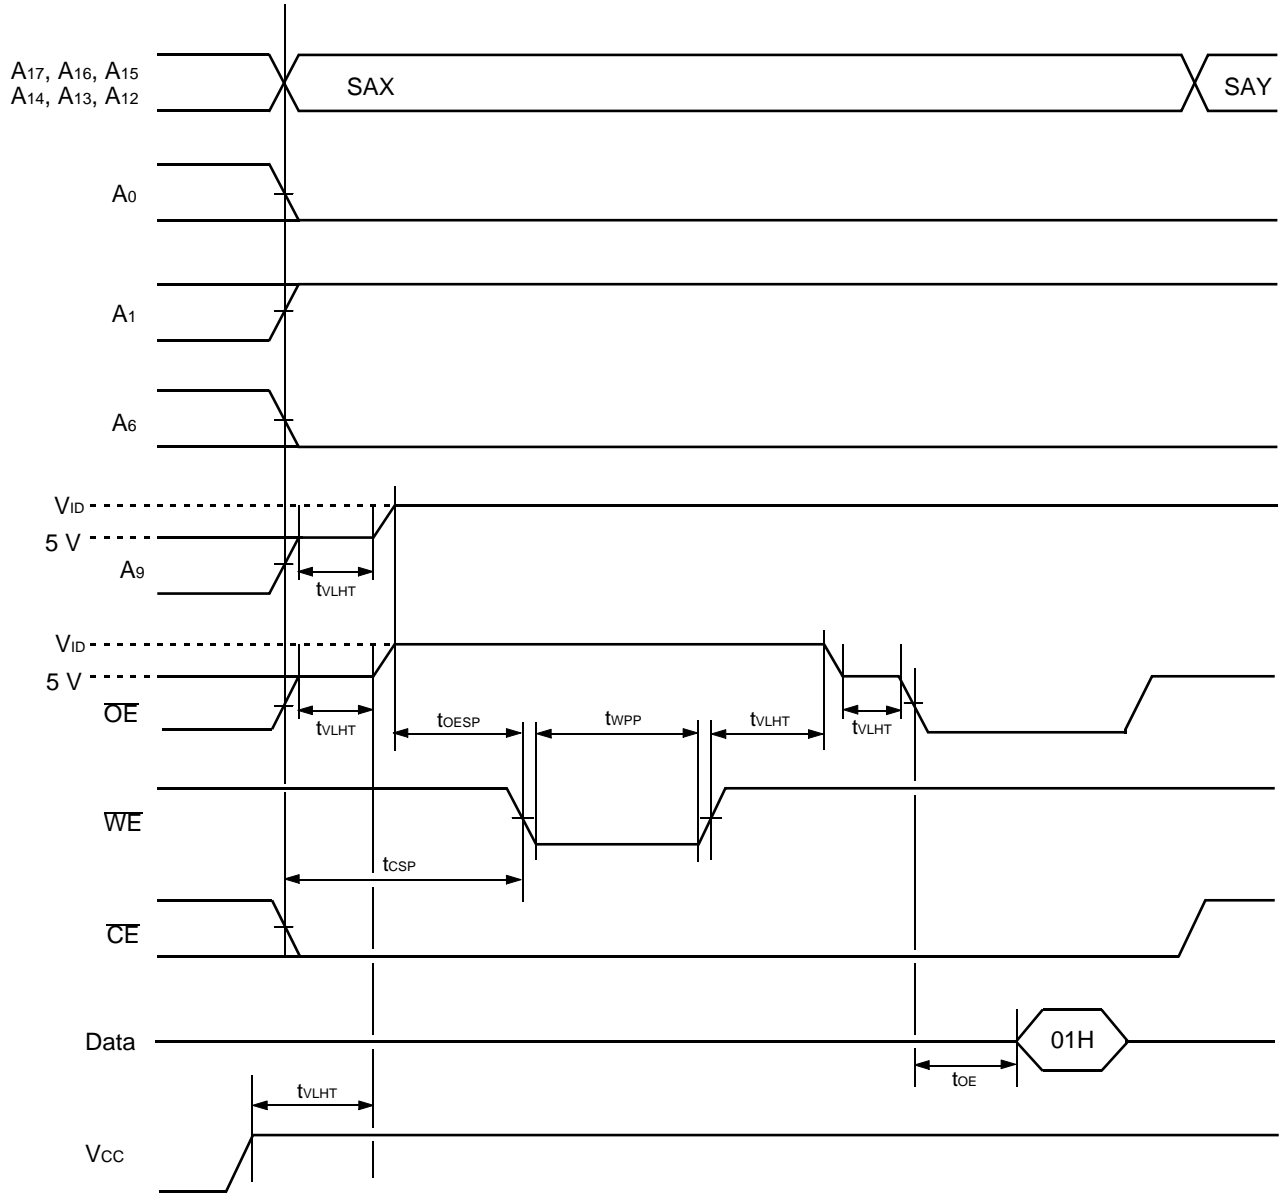 A17, A16, A15
A14, A13, A12
SAX
SAY
A0
A1
A6
VID
5 V
A9
tVLHT
VID
5 V
OE
tVLHT
tOESP
tWPP
tVLHT
tVLHT
WE
tCSP
CE
Data
01H
tOE
tVLHT
VCC